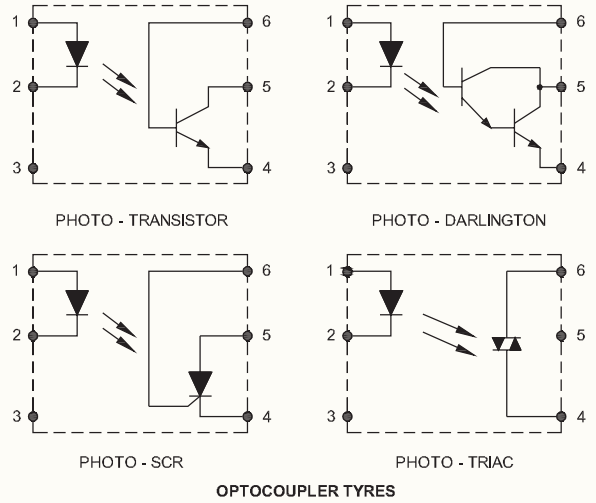 1 6 1 6
2 5 2 5
3 4 3 4
PHOTO - TRANSISTOR PHOTO - DARLINGTON
1 6 1 6
2 5 2 5
3 4 3 4
PHOTO - SCR PHOTO - TRIAC
OPTOCOUPLER TYRES